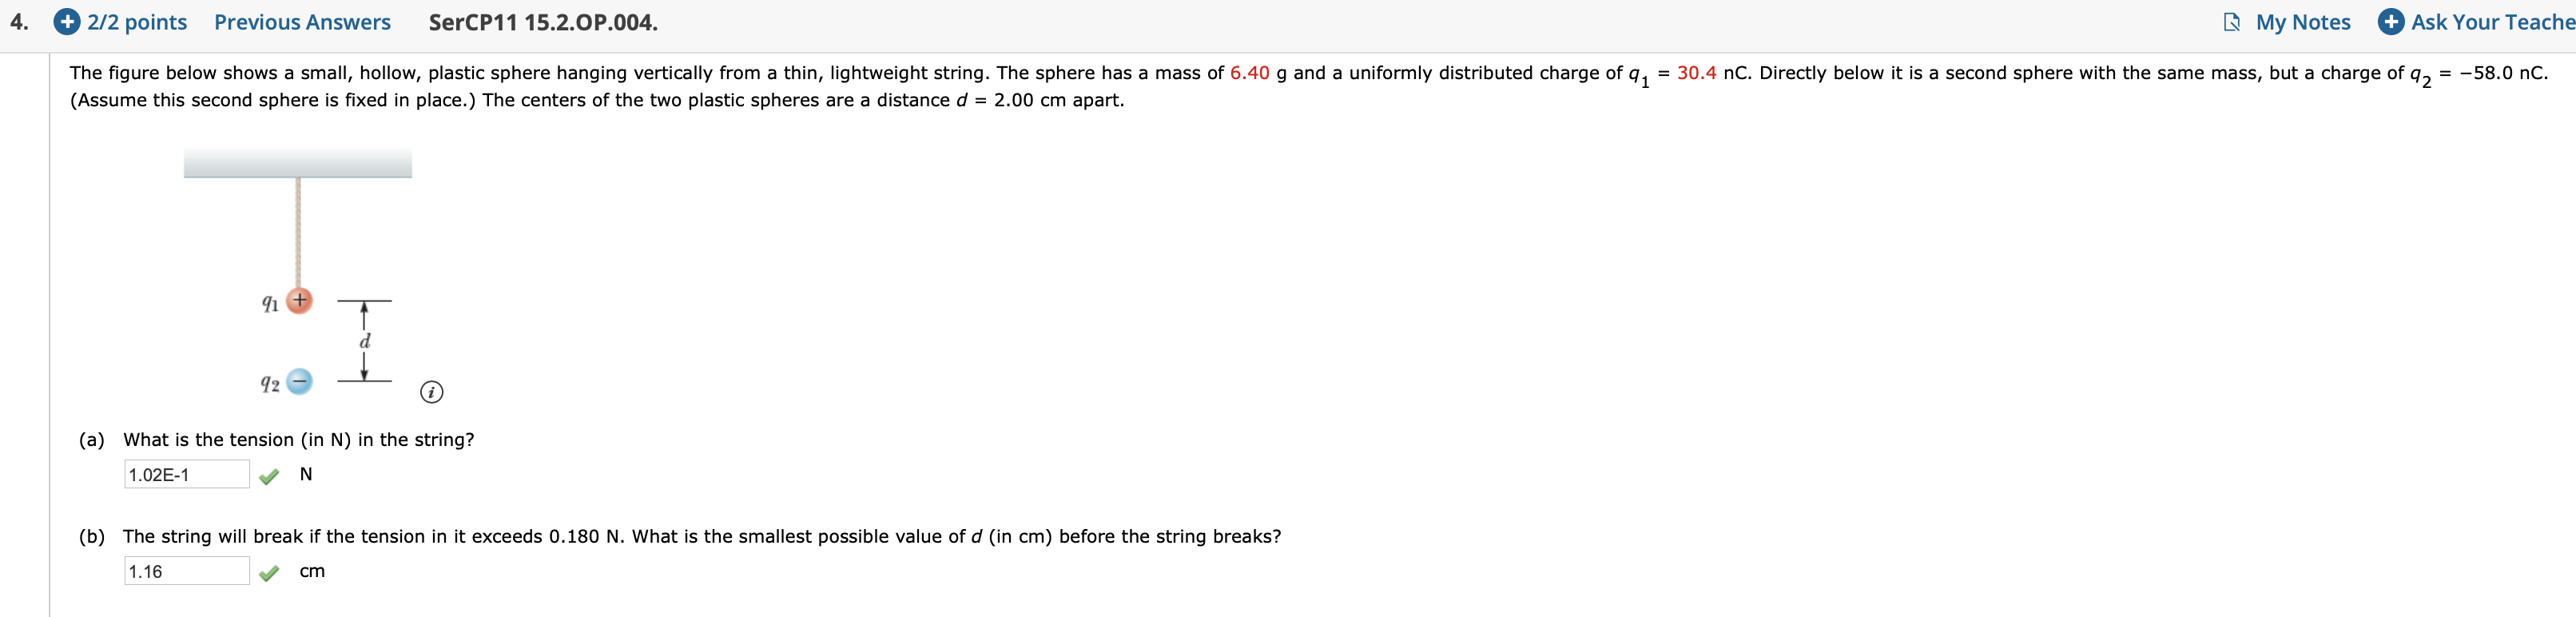 4. + 2/2 points Previous Answers SerCP11 15.2.OP.004. My Notes + Ask Your Teache
The figure below shows a small, hollow, plastic sphere hanging vertically from a thin, lightweight string. The sphere has a mass of 6.40 g and a uniformly distributed charge of q₁ = 30.4 nC. Directly below it is a second sphere with the same mass, but a charge of q₂ = −58.0 nC.
(Assume this second sphere is fixed in place.) The centers of the two plastic spheres are a distance d = 2.00 cm apart.
q₁ +
d
q₂ −
i
(a) What is the tension (in N) in the string?
1.02E-1 N
(b) The string will break if the tension in it exceeds 0.180 N. What is the smallest possible value of d (in cm) before the string breaks?
1.16 cm